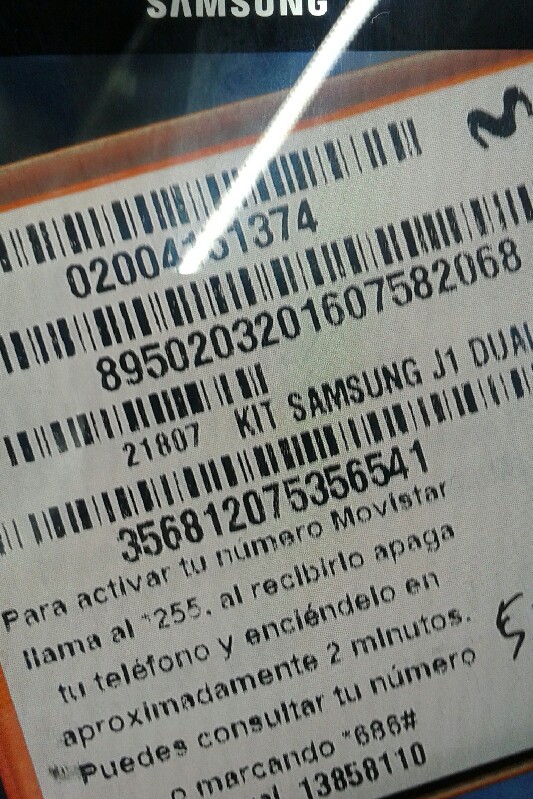 SAMSUNG
8950203201607582068
21807 KIT SAMSUNG J1 DUAL
356812075356541
Para activar tu número Movistar
llama al *255, al recibirlo apaga
tu teléfono y enciéndelo en
aproximadamente 2 minutos.
Puedes consultar tu número
o marcando *686#
13858110